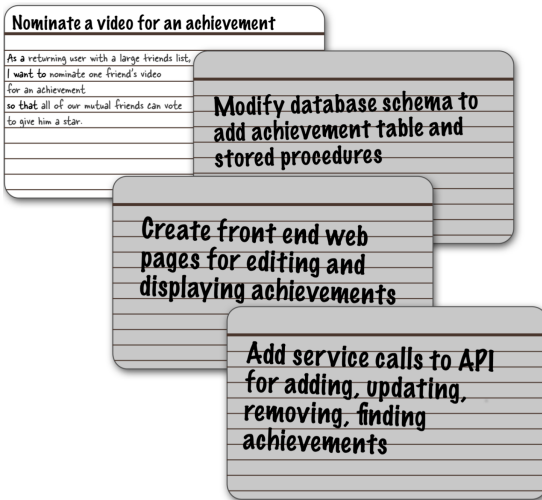 Nominate a video for an achievement
As a returning user with a large friends list,
I want to nominate one friend's video
for an achievement
so that all of our mutual friends can vote
to give him a star.
Modify database schema to
add achievement table and
stored procedures
Create front end web
pages for editing and
displaying achievements
Add service calls to API
for adding, updating,
removing, finding
achievements